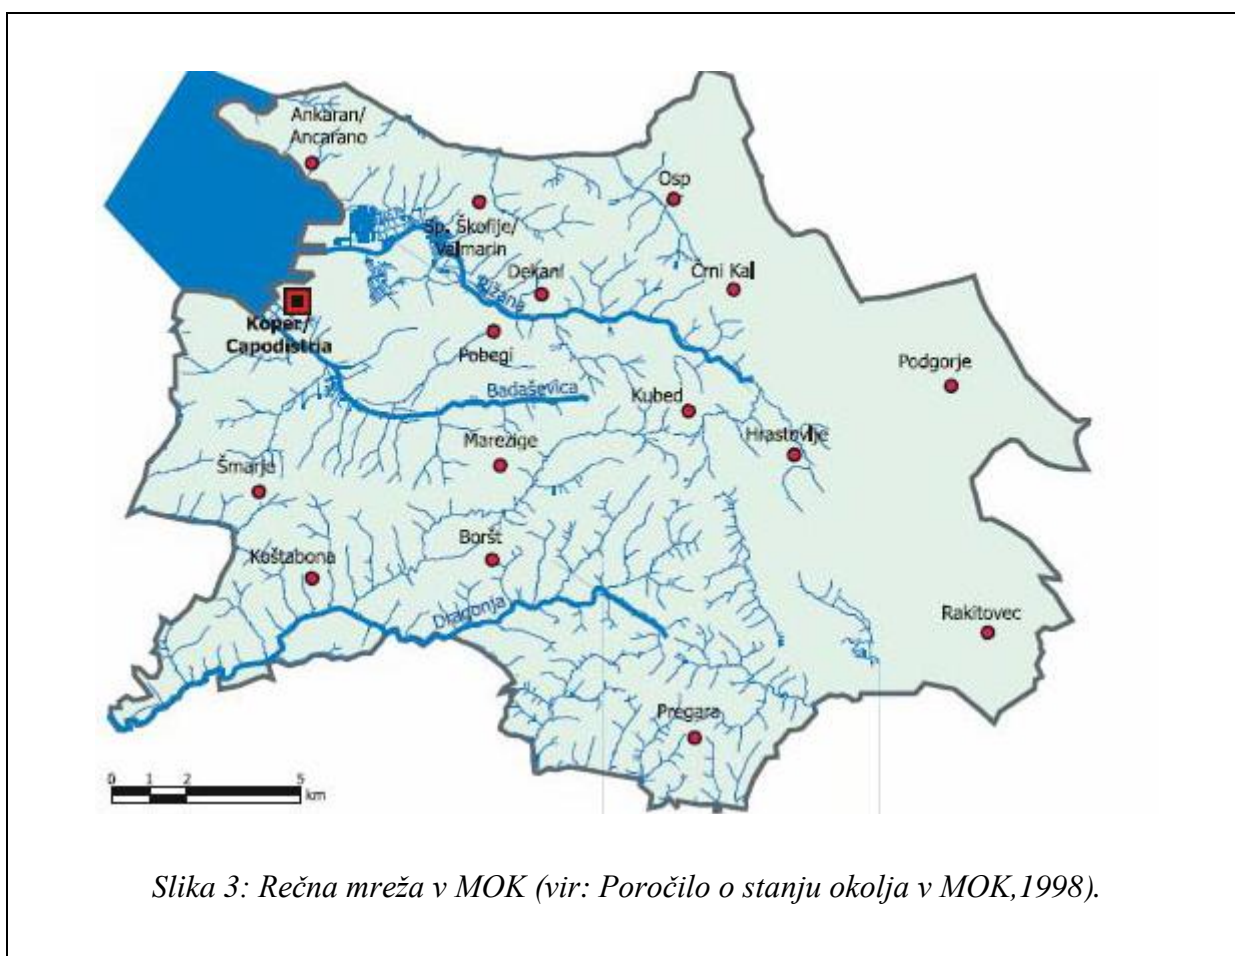 Ankaran/
Ancarano
Osp
Sp. Škofije/
Valmarin
Dekani
Črni Kal
Rižana
Koper/
Capodistria
Pobegi
Podgorje
Badaševica
Kubed
Hrastovlje
Marezige
Šmarje
Boršt
Koštabona
Dragonja
Rakitovec
Pregara
0 1 2 5
km
Slika 3: Rečna mreža v MOK (vir: Poročilo o stanju okolja v MOK,1998).